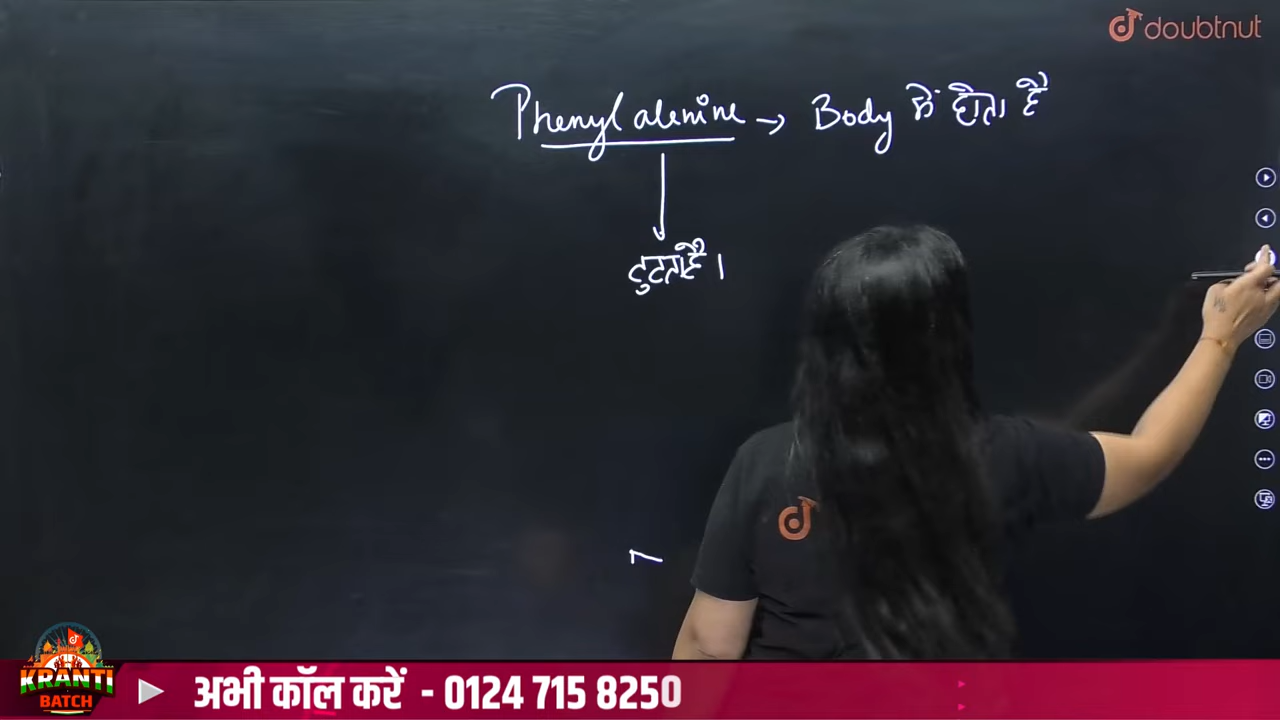 doubtnut
Phenylalenine → Body में होता है
टुटता है ।
KRANTI
BATCH
अभी कॉल करें - 0124 715 8250